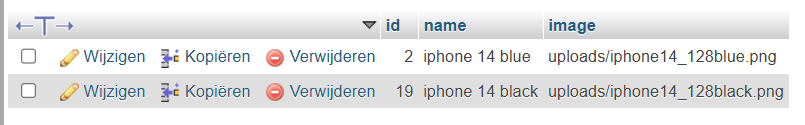 ←T→ id name image
Wijzigen Kopiëren Verwijderen 2 iphone 14 blue uploads/iphone14_128blue.png
Wijzigen Kopiëren Verwijderen 19 iphone 14 black uploads/iphone14_128black.png